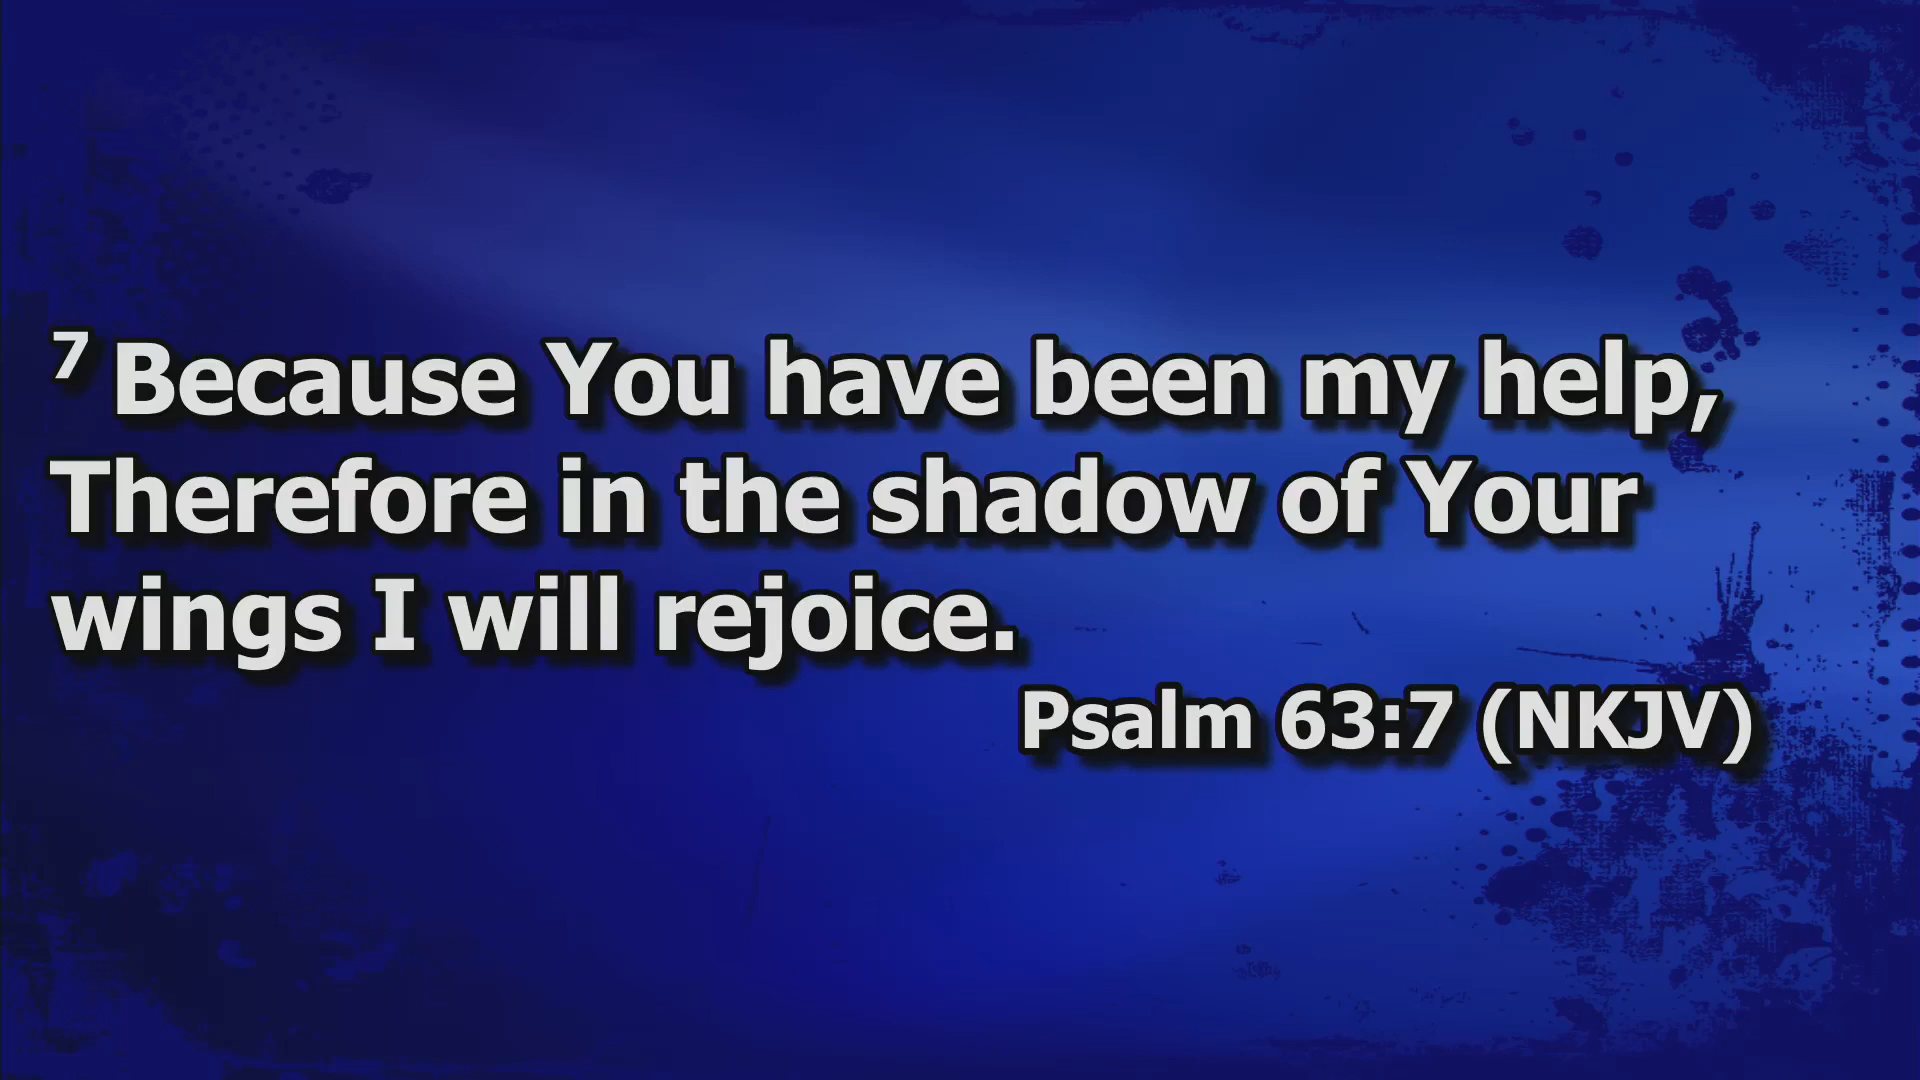 7 Because You have been my help,
Therefore in the shadow of Your
wings I will rejoice.
Psalm 63:7 (NKJV)